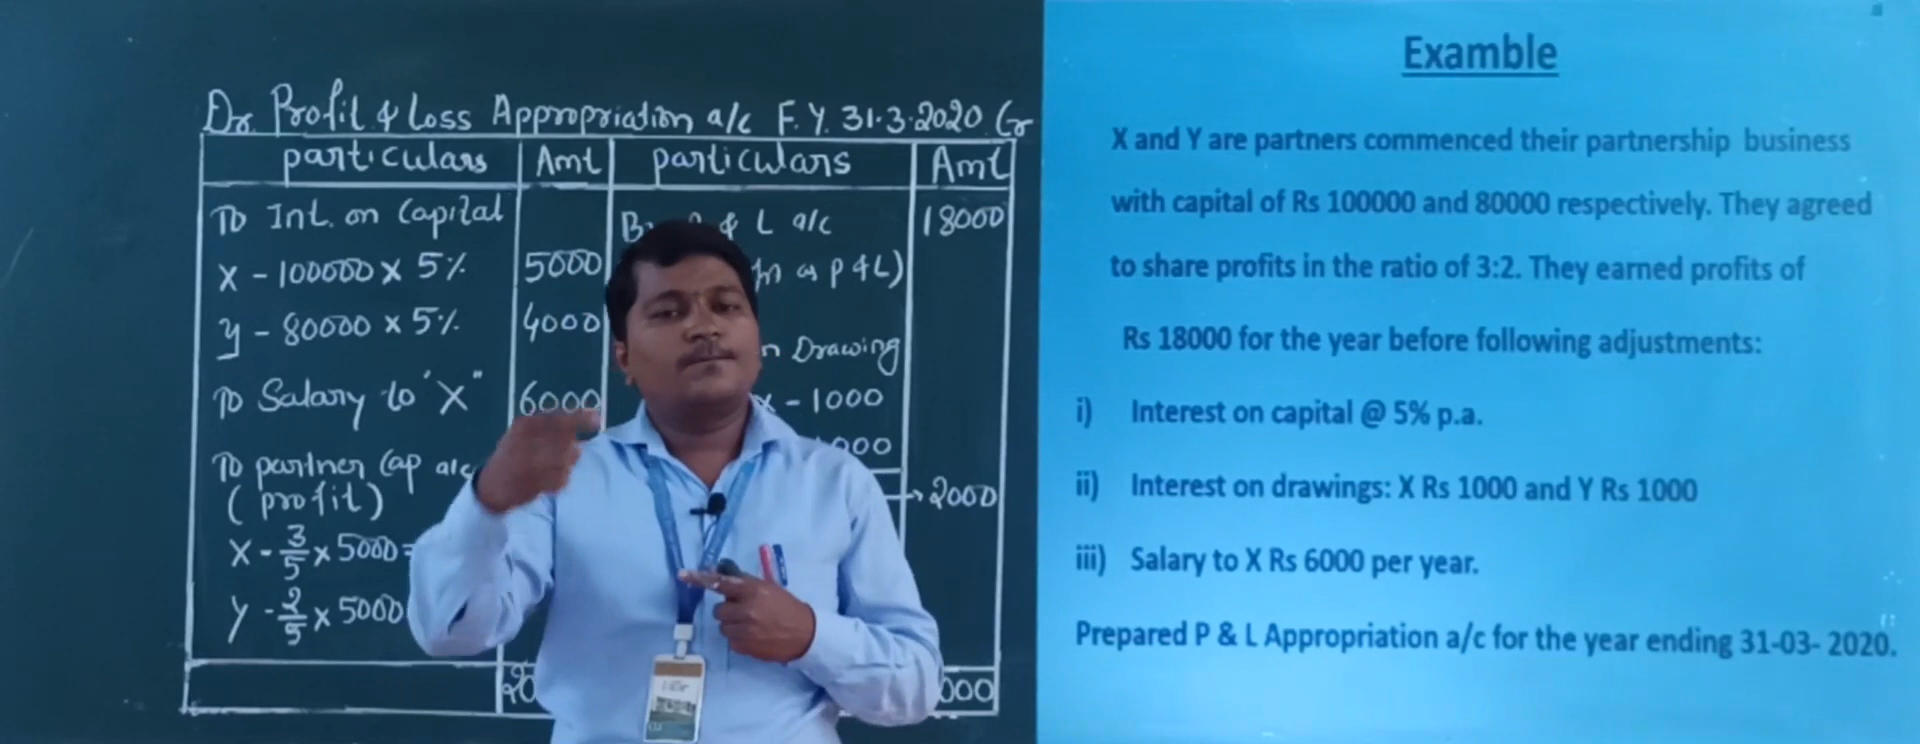 Dr. Profit & Loss Appropriation a/c F.Y. 31.3.2020 Cr
particulars Amt particulars Amt
To Int. on Capital
& L a/c 18000
X - 100000 x 5% 5000
as P & L)
y - 80000 x 5% 4000
Drawing
To Salary to "X" 6000
- 1000
To partner Cap a/c
(profit)
2000
X - 3/5 x 5000=
Y - 2/5 x 5000
Examble
X and Y are partners commenced their partnership business
with capital of Rs 100000 and 80000 respectively. They agreed
to share profits in the ratio of 3:2. They earned profits of
Rs 18000 for the year before following adjustments:
i) Interest on capital @ 5% p.a.
ii) Interest on drawings: X Rs 1000 and Y Rs 1000
iii) Salary to X Rs 6000 per year.
Prepared P & L Appropriation a/c for the year ending 31-03- 2020.